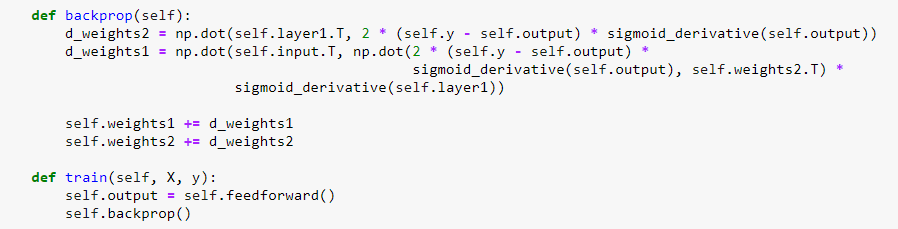 def backprop(self):
    d_weights2 = np.dot(self.layer1.T, 2 * (self.y - self.output) * sigmoid_derivative(self.output))
    d_weights1 = np.dot(self.input.T, np.dot(2 * (self.y - self.output) *
                                              sigmoid_derivative(self.output), self.weights2.T) *
                        sigmoid_derivative(self.layer1))

    self.weights1 += d_weights1
    self.weights2 += d_weights2

def train(self, X, y):
    self.output = self.feedforward()
    self.backprop()